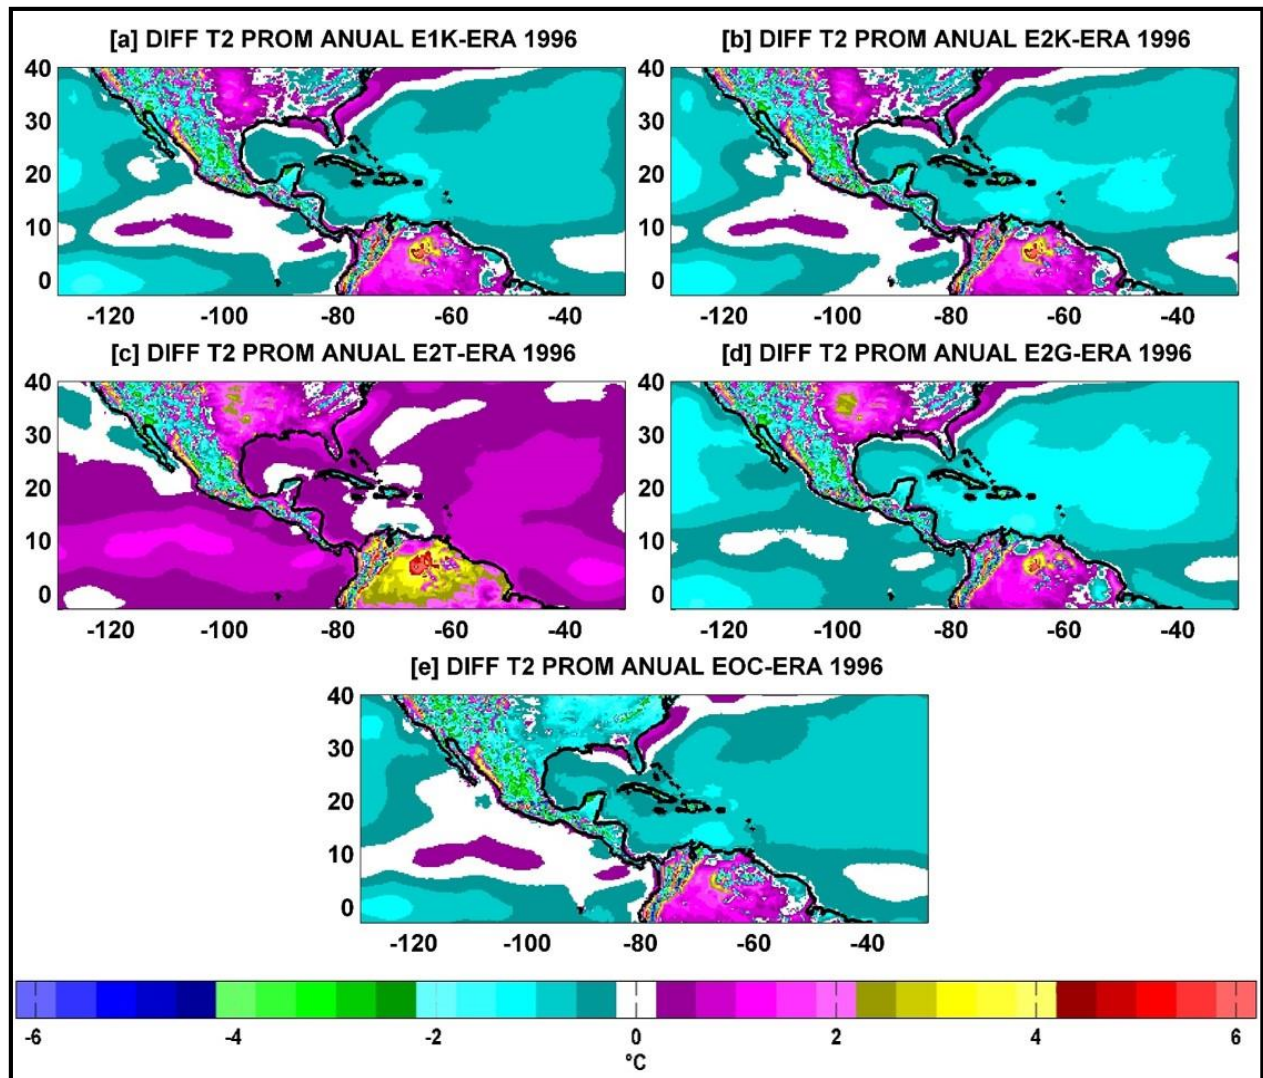 [a] DIFF T2 PROM ANUAL E1K-ERA 1996
[b] DIFF T2 PROM ANUAL E2K-ERA 1996
40
30
20
10
0
-120 -100 -80 -60 -40
40
30
20
10
0
-120 -100 -80 -60 -40
[c] DIFF T2 PROM ANUAL E2T-ERA 1996
[d] DIFF T2 PROM ANUAL E2G-ERA 1996
40
30
20
10
0
-120 -100 -80 -60 -40
40
30
20
10
0
-120 -100 -80 -60 -40
[e] DIFF T2 PROM ANUAL EOC-ERA 1996
40
30
20
10
0
-120 -100 -80 -60 -40
-6 -4 -2 0 2 4 6
°C